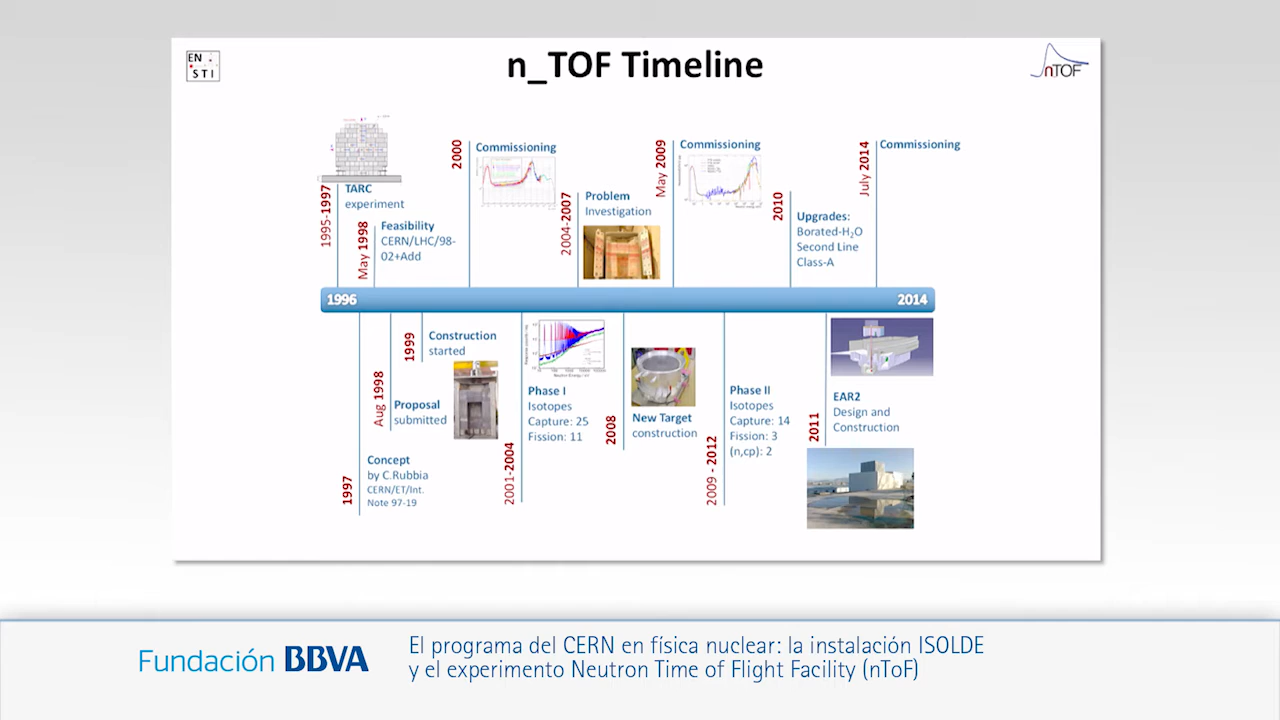 EN
STI
n_TOF Timeline
nTOF
1995-1997
TARC
experiment
May 1998
Feasibility
CERN/LHC/98-
02+Add
2000
Commissioning
2004-2007
Problem
Investigation
May 2009
Commissioning
2010
Upgrades:
Borated-H₂O
Second Line
Class-A
July 2014
Commissioning
1996
2014
1997
Concept
by C.Rubbia
CERN/ET/Int.
Note 97-19
Aug 1998
Proposal
submitted
1999
Construction
started
2001-2004
Phase I
Isotopes
Capture: 25
Fission: 11
2008
New Target
construction
2009 - 2012
Phase II
Isotopes
Capture: 14
Fission: 3
(n,cp): 2
2011
EAR2
Design and
Construction
Fundación BBVA
El programa del CERN en física nuclear: la instalación ISOLDE
y el experimento Neutron Time of Flight Facility (nToF)